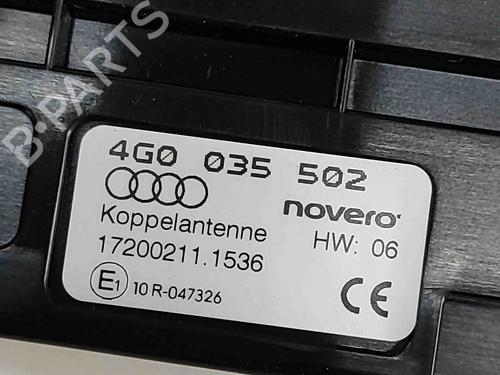 B-PARTS
4G0 035 502
novero
Koppelantenne
HW: 06
17200211.1536
E1 10 R-047326
CE